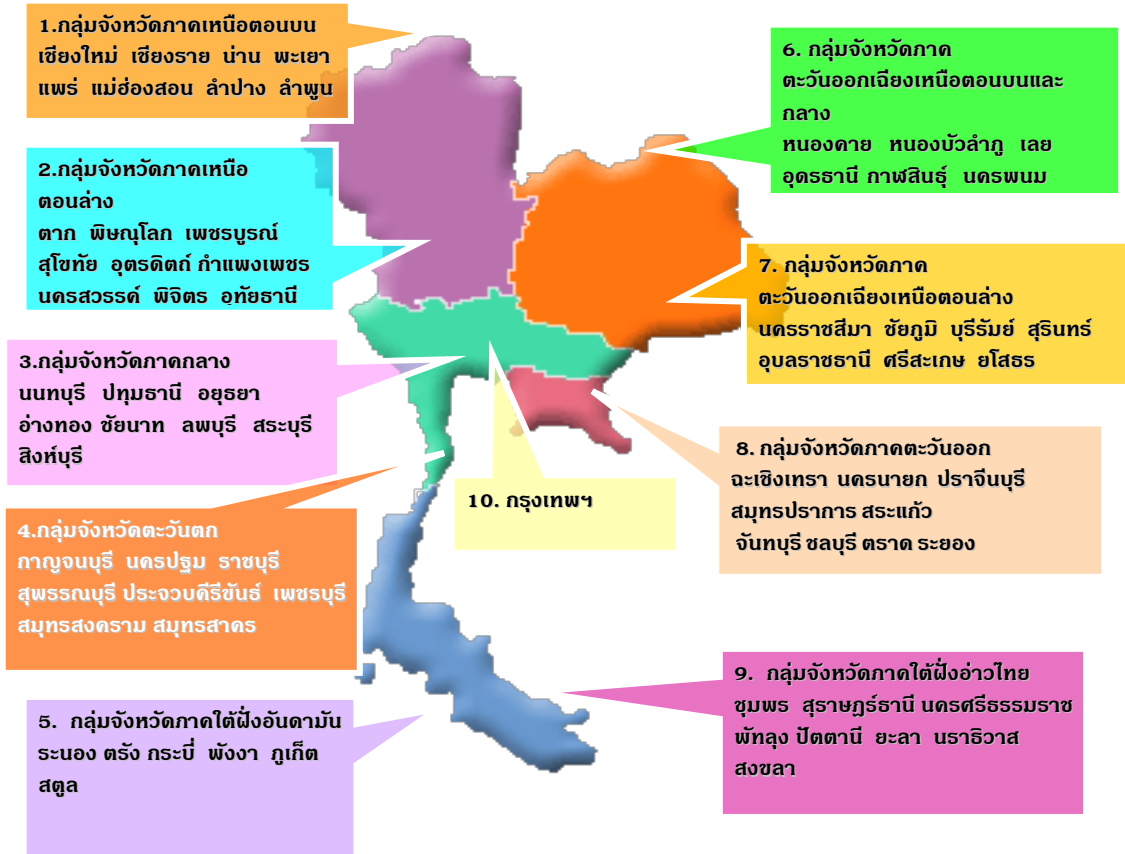 1.กลุ่มจังหวัดภาคเหนือตอนบน
เชียงใหม่ เชียงราย น่าน พะเยา
แพร่ แม่ฮ่องสอน ลำปาง ลำพูน
2.กลุ่มจังหวัดภาคเหนือ
ตอนล่าง
ตาก พิษณุโลก เพชรบูรณ์
สุโขทัย อุตรดิตถ์ กำแพงเพชร
นครสวรรค์ พิจิตร อุทัยธานี
3.กลุ่มจังหวัดภาคกลาง
นนทบุรี ปทุมธานี อยุธยา
อ่างทอง ชัยนาท ลพบุรี สระบุรี
สิงห์บุรี
4.กลุ่มจังหวัดตะวันตก
กาญจนบุรี นครปฐม ราชบุรี
สุพรรณบุรี ประจวบคีรีขันธ์ เพชรบุรี
สมุทรสงคราม สมุทรสาคร
5. กลุ่มจังหวัดภาคใต้ฝั่งอันดามัน
ระนอง ตรัง กระบี่ พังงา ภูเก็ต
สตูล
6. กลุ่มจังหวัดภาค
ตะวันออกเฉียงเหนือตอนบนและ
กลาง
หนองคาย หนองบัวลำภู เลย
อุดรธานี กาฬสินธุ์ นครพนม
7. กลุ่มจังหวัดภาค
ตะวันออกเฉียงเหนือตอนล่าง
นครราชสีมา ชัยภูมิ บุรีรัมย์ สุรินทร์
อุบลราชธานี ศรีสะเกษ ยโสธร
8. กลุ่มจังหวัดภาคตะวันออก
ฉะเชิงเทรา นครนายก ปราจีนบุรี
สมุทรปราการ สระแก้ว
จันทบุรี ชลบุรี ตราด ระยอง
9. กลุ่มจังหวัดภาคใต้ฝั่งอ่าวไทย
ชุมพร สุราษฎร์ธานี นครศรีธรรมราช
พัทลุง ปัตตานี ยะลา นราธิวาส
สงขลา
10. กรุงเทพฯ